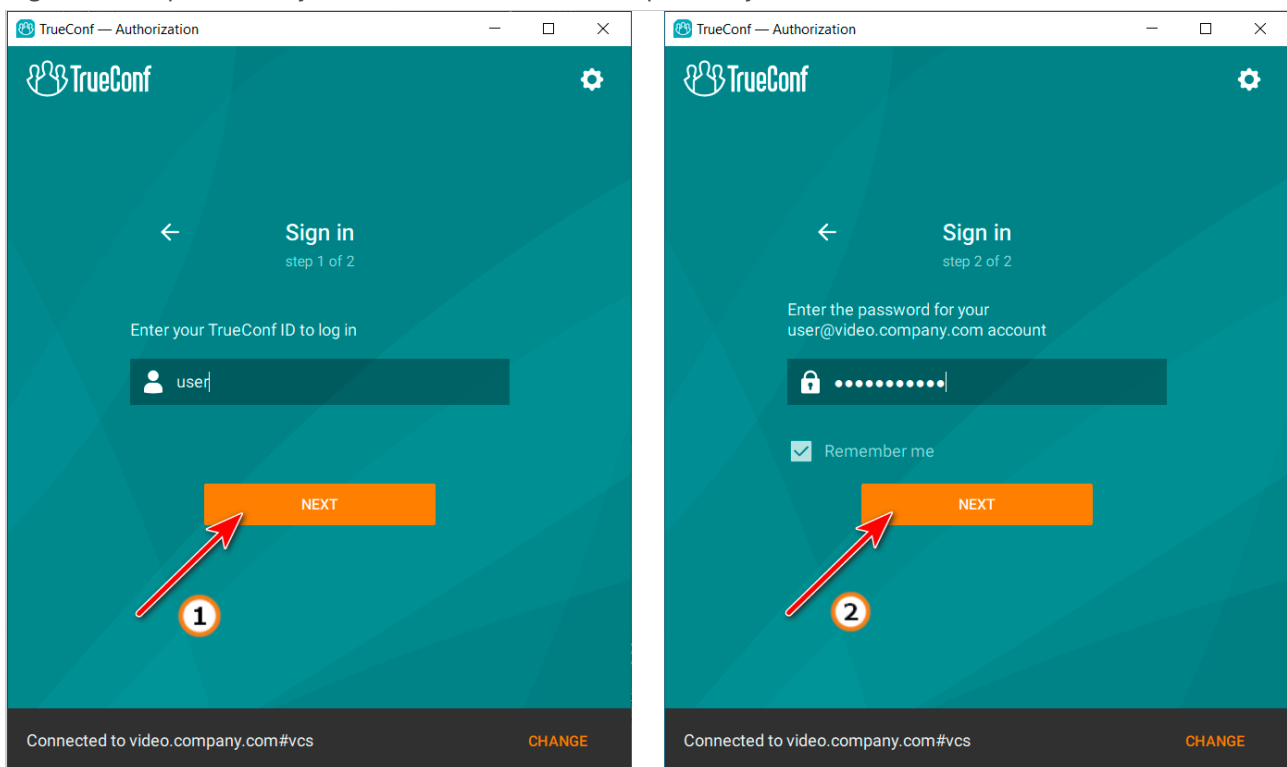 TrueConf — Authorization
TrueConf
Sign in
step 1 of 2
Enter your TrueConf ID to log in
user
NEXT
1
Connected to video.company.com#vcs
CHANGE
TrueConf — Authorization
TrueConf
Sign in
step 2 of 2
Enter the password for your
user@video.company.com account
•••••••••••
Remember me
NEXT
2
Connected to video.company.com#vcs
CHANGE